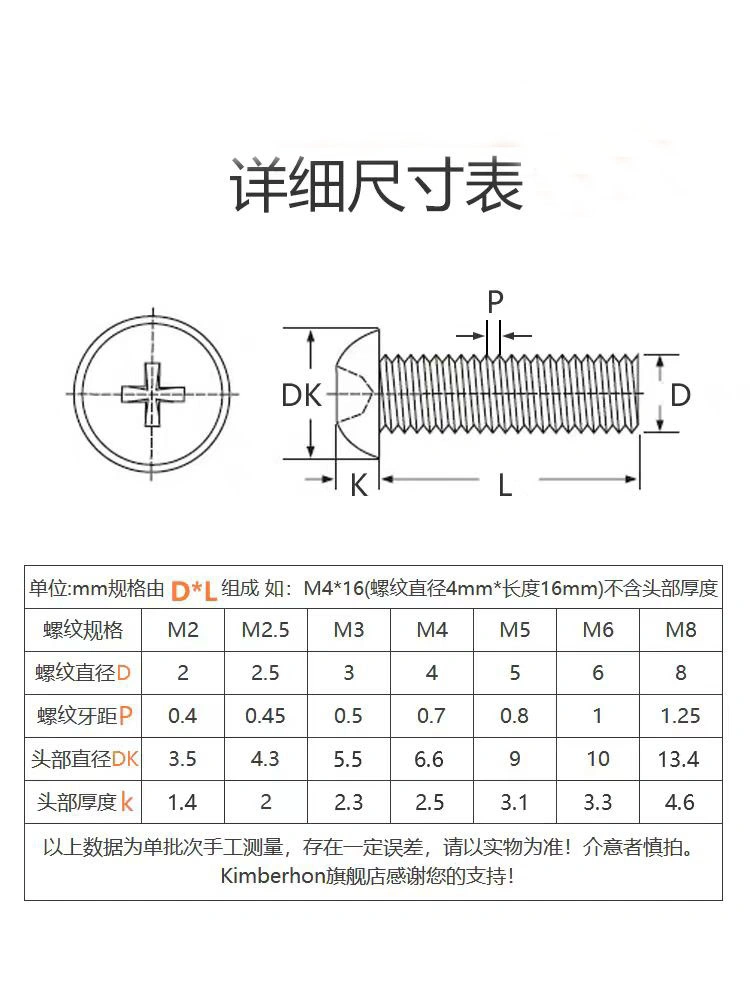 详细尺寸表
P
DK
D
K
L
单位:mm规格由 D*L 组成 如：M4*16(螺纹直径4mm*长度16mm)不含头部厚度
螺纹规格 M2 M2.5 M3 M4 M5 M6 M8
螺纹直径D 2 2.5 3 4 5 6 8
螺纹牙距P 0.4 0.45 0.5 0.7 0.8 1 1.25
头部直径DK 3.5 4.3 5.5 6.6 9 10 13.4
头部厚度k 1.4 2 2.3 2.5 3.1 3.3 4.6
以上数据为单批次手工测量，存在一定误差，请以实物为准！介意者慎拍。
Kimberhon旗舰店感谢您的支持！